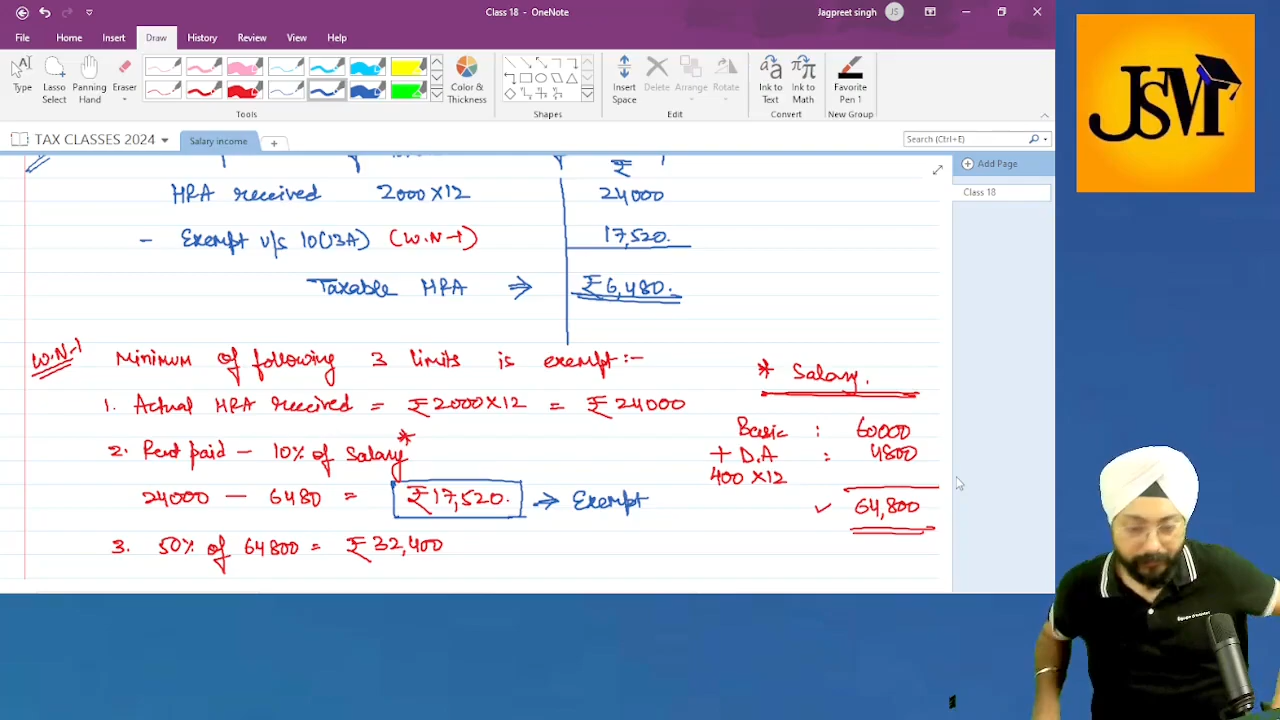 Class 18 - OneNote
Jagpreet singh JS
File Home Insert Draw History Review View Help
Type Lasso Select Panning Hand Eraser Color & Thickness Insert Space Delete Arrange Rotate Ink to Text Ink to Math Favorite Pen 1
Tools Shapes Edit Convert New Group
TAX CLASSES 2024 Salary income + Search (Ctrl+E)
Add Page
Class 18
JSM
₹
HRA received 2000×12 24000
- Exempt u/s 10(13A) (W.N-1) 17,520.
Taxable HRA ⇒ ₹6,480.
W.N-1 Minimum of following 3 limits is exempt:-
1. Actual HRA received = ₹2000×12 = ₹24000
2. Rent paid - 10% of Salary*
24000 - 6480 = ₹17,520. → Exempt
3. 50% of 64800 = ₹32,400
* Salary.
Basic : 60000
+ D.A : 4800
400×12
✓ 64,800